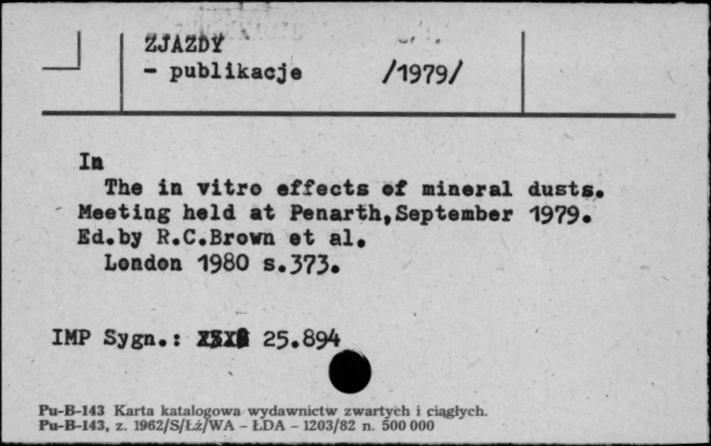 ZJAZDY
- publikacje /1979/
In
The in vitro effects of mineral dusts.
Meeting held at Penarth,September 1979.
Ed.by R.C.Brown et al.
London 1980 s.373.
IMP Sygn.: 25.894
Pu-B-143 Karta katalogowa wydawnictw zwartych i ciągłych.
Pu-B-143, z. 1962/S/Łż/WA - ŁDA - 1203/82 n. 500 000